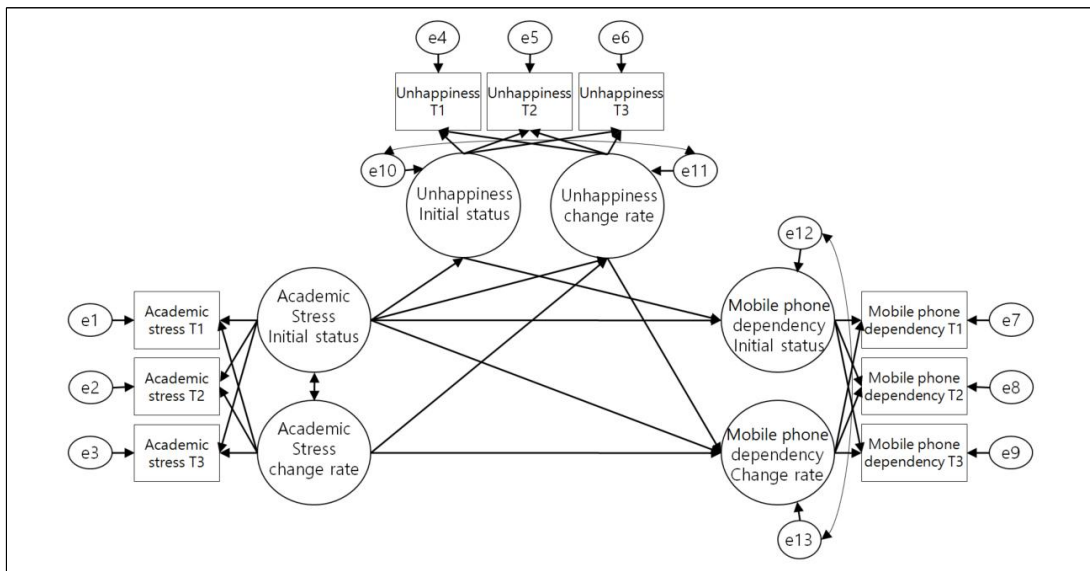 e4
e5
e6
Unhappiness
T1
Unhappiness
T2
Unhappiness
T3
e10
e11
Unhappiness
Initial status
Unhappiness
change rate
e12
e1
Academic
stress T1
Academic
Stress
Initial status
Mobile phone
dependency
Initial status
Mobile phone
dependency T1
e7
e2
Academic
stress T2
Mobile phone
dependency T2
e8
e3
Academic
stress T3
Academic
Stress
change rate
Mobile phone
dependency
Change rate
Mobile phone
dependency T3
e9
e13